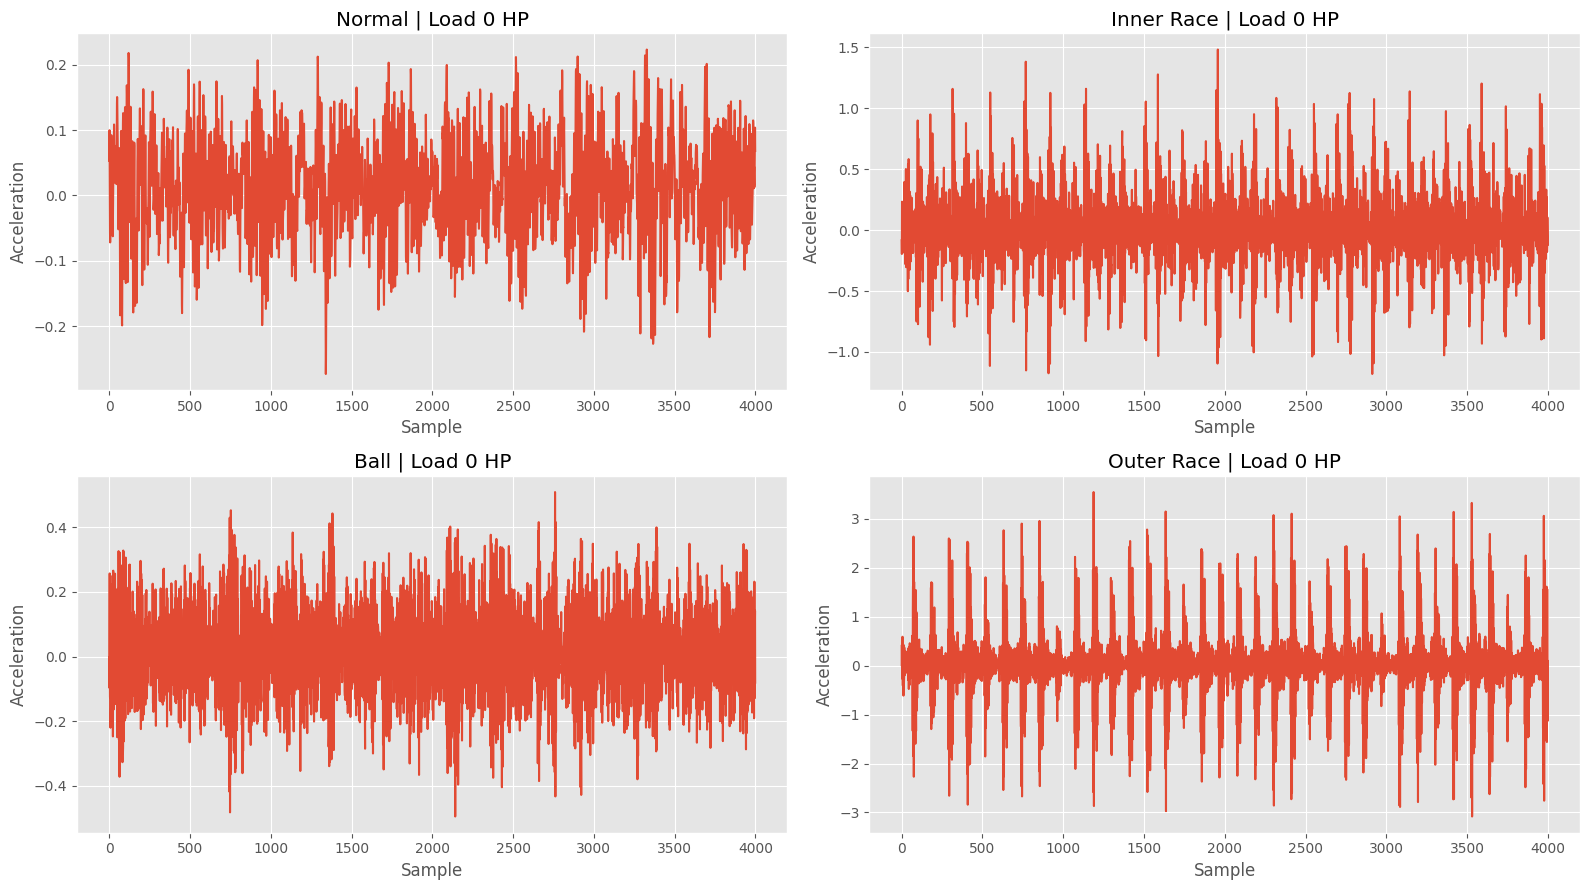 Normal | Load 0 HP
Acceleration
0.2
0.1
0.0
−0.1
−0.2
0 500 1000 1500 2000 2500 3000 3500 4000
Sample
Inner Race | Load 0 HP
Acceleration
1.5
1.0
0.5
0.0
−0.5
−1.0
0 500 1000 1500 2000 2500 3000 3500 4000
Sample
Ball | Load 0 HP
Acceleration
0.4
0.2
0.0
−0.2
−0.4
0 500 1000 1500 2000 2500 3000 3500 4000
Sample
Outer Race | Load 0 HP
Acceleration
3
2
1
0
−1
−2
−3
0 500 1000 1500 2000 2500 3000 3500 4000
Sample